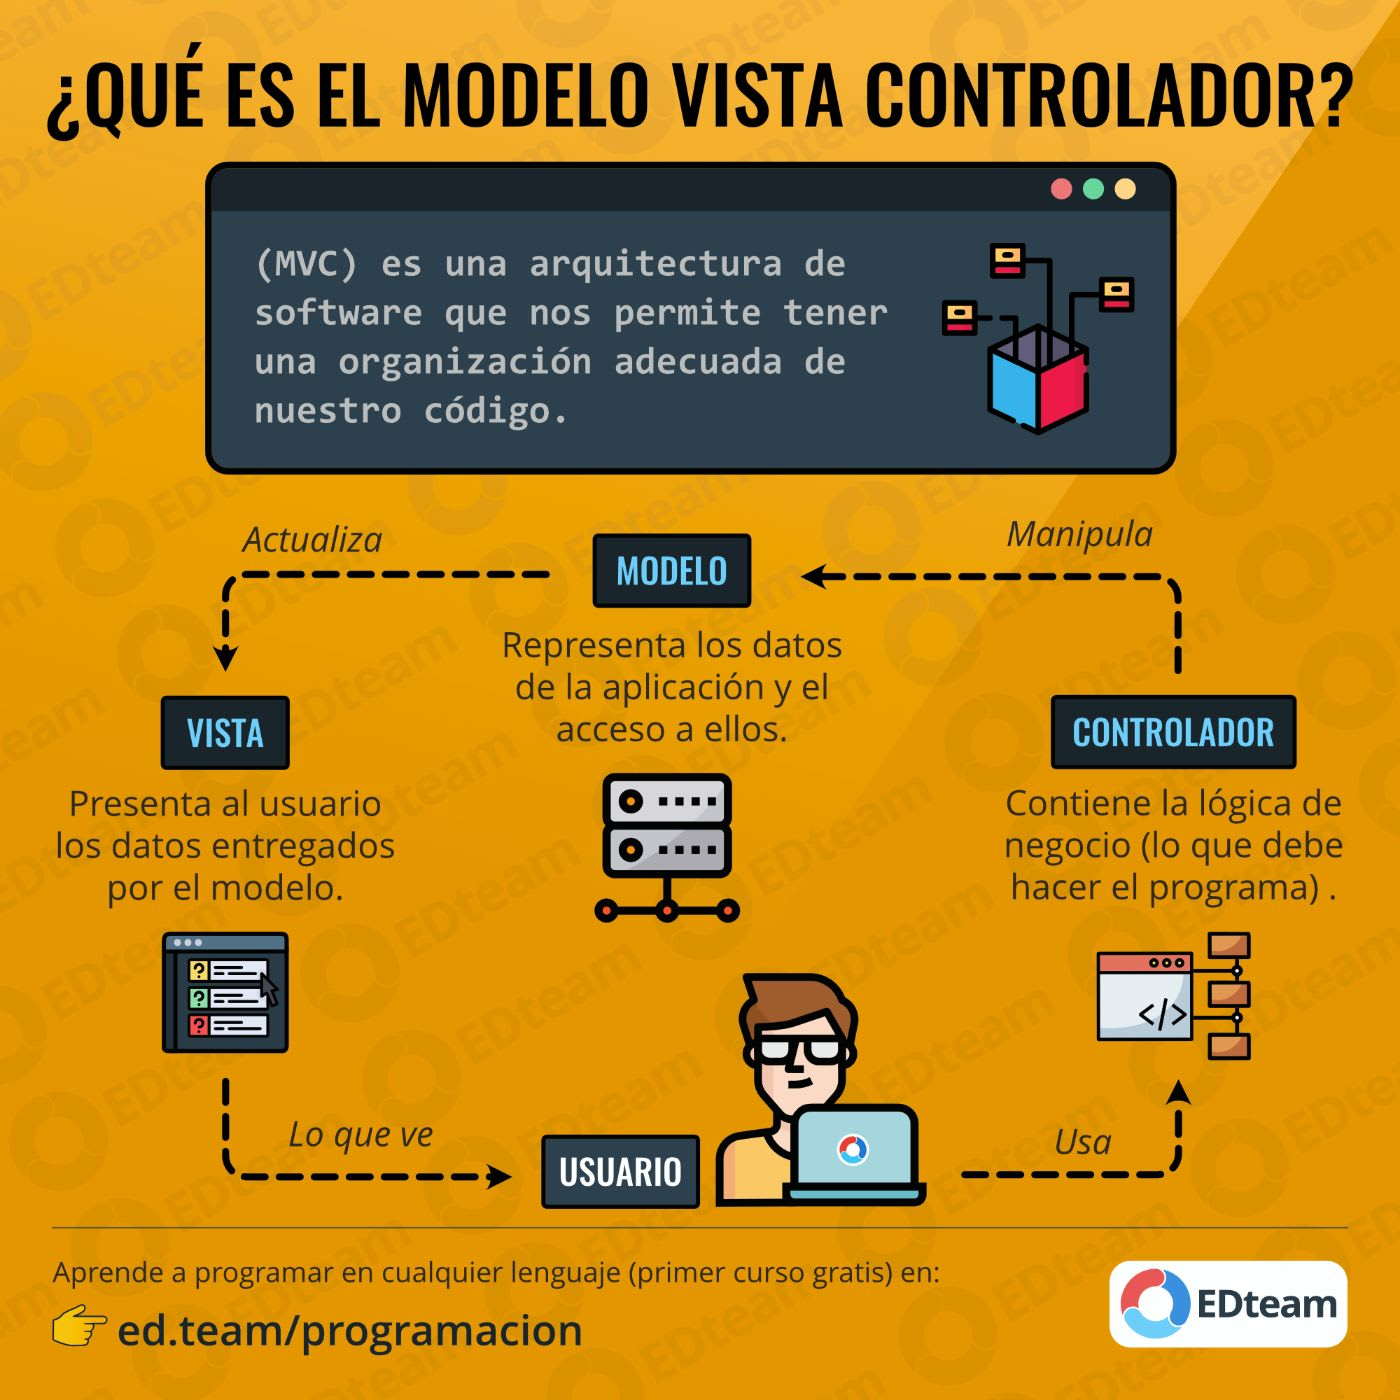 ¿QUÉ ES EL MODELO VISTA CONTROLADOR?
(MVC) es una arquitectura de
software que nos permite tener
una organización adecuada de
nuestro código.
Actualiza
MODELO
Manipula
Representa los datos
de la aplicación y el
acceso a ellos.
VISTA
Presenta al usuario
los datos entregados
por el modelo.
CONTROLADOR
Contiene la lógica de
negocio (lo que debe
hacer el programa) .
</>
Lo que ve
USUARIO
Usa
Aprende a programar en cualquier lenguaje (primer curso gratis) en:
ed.team/programacion
EDteam